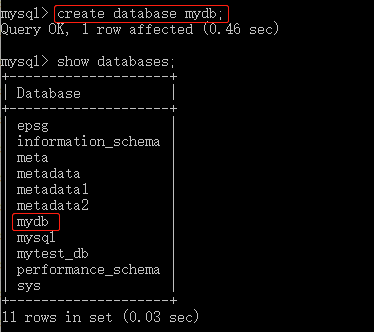 mysql> create database mydb;
Query OK, 1 row affected (0.46 sec)
mysql> show databases;
+--------------------+
| Database           |
+--------------------+
| epsg               |
| information_schema |
| meta               |
| metadata           |
| metadata1          |
| metadata2          |
| mydb               |
| mysql              |
| mytest_db          |
| performance_schema |
| sys                |
+--------------------+
11 rows in set (0.03 sec)